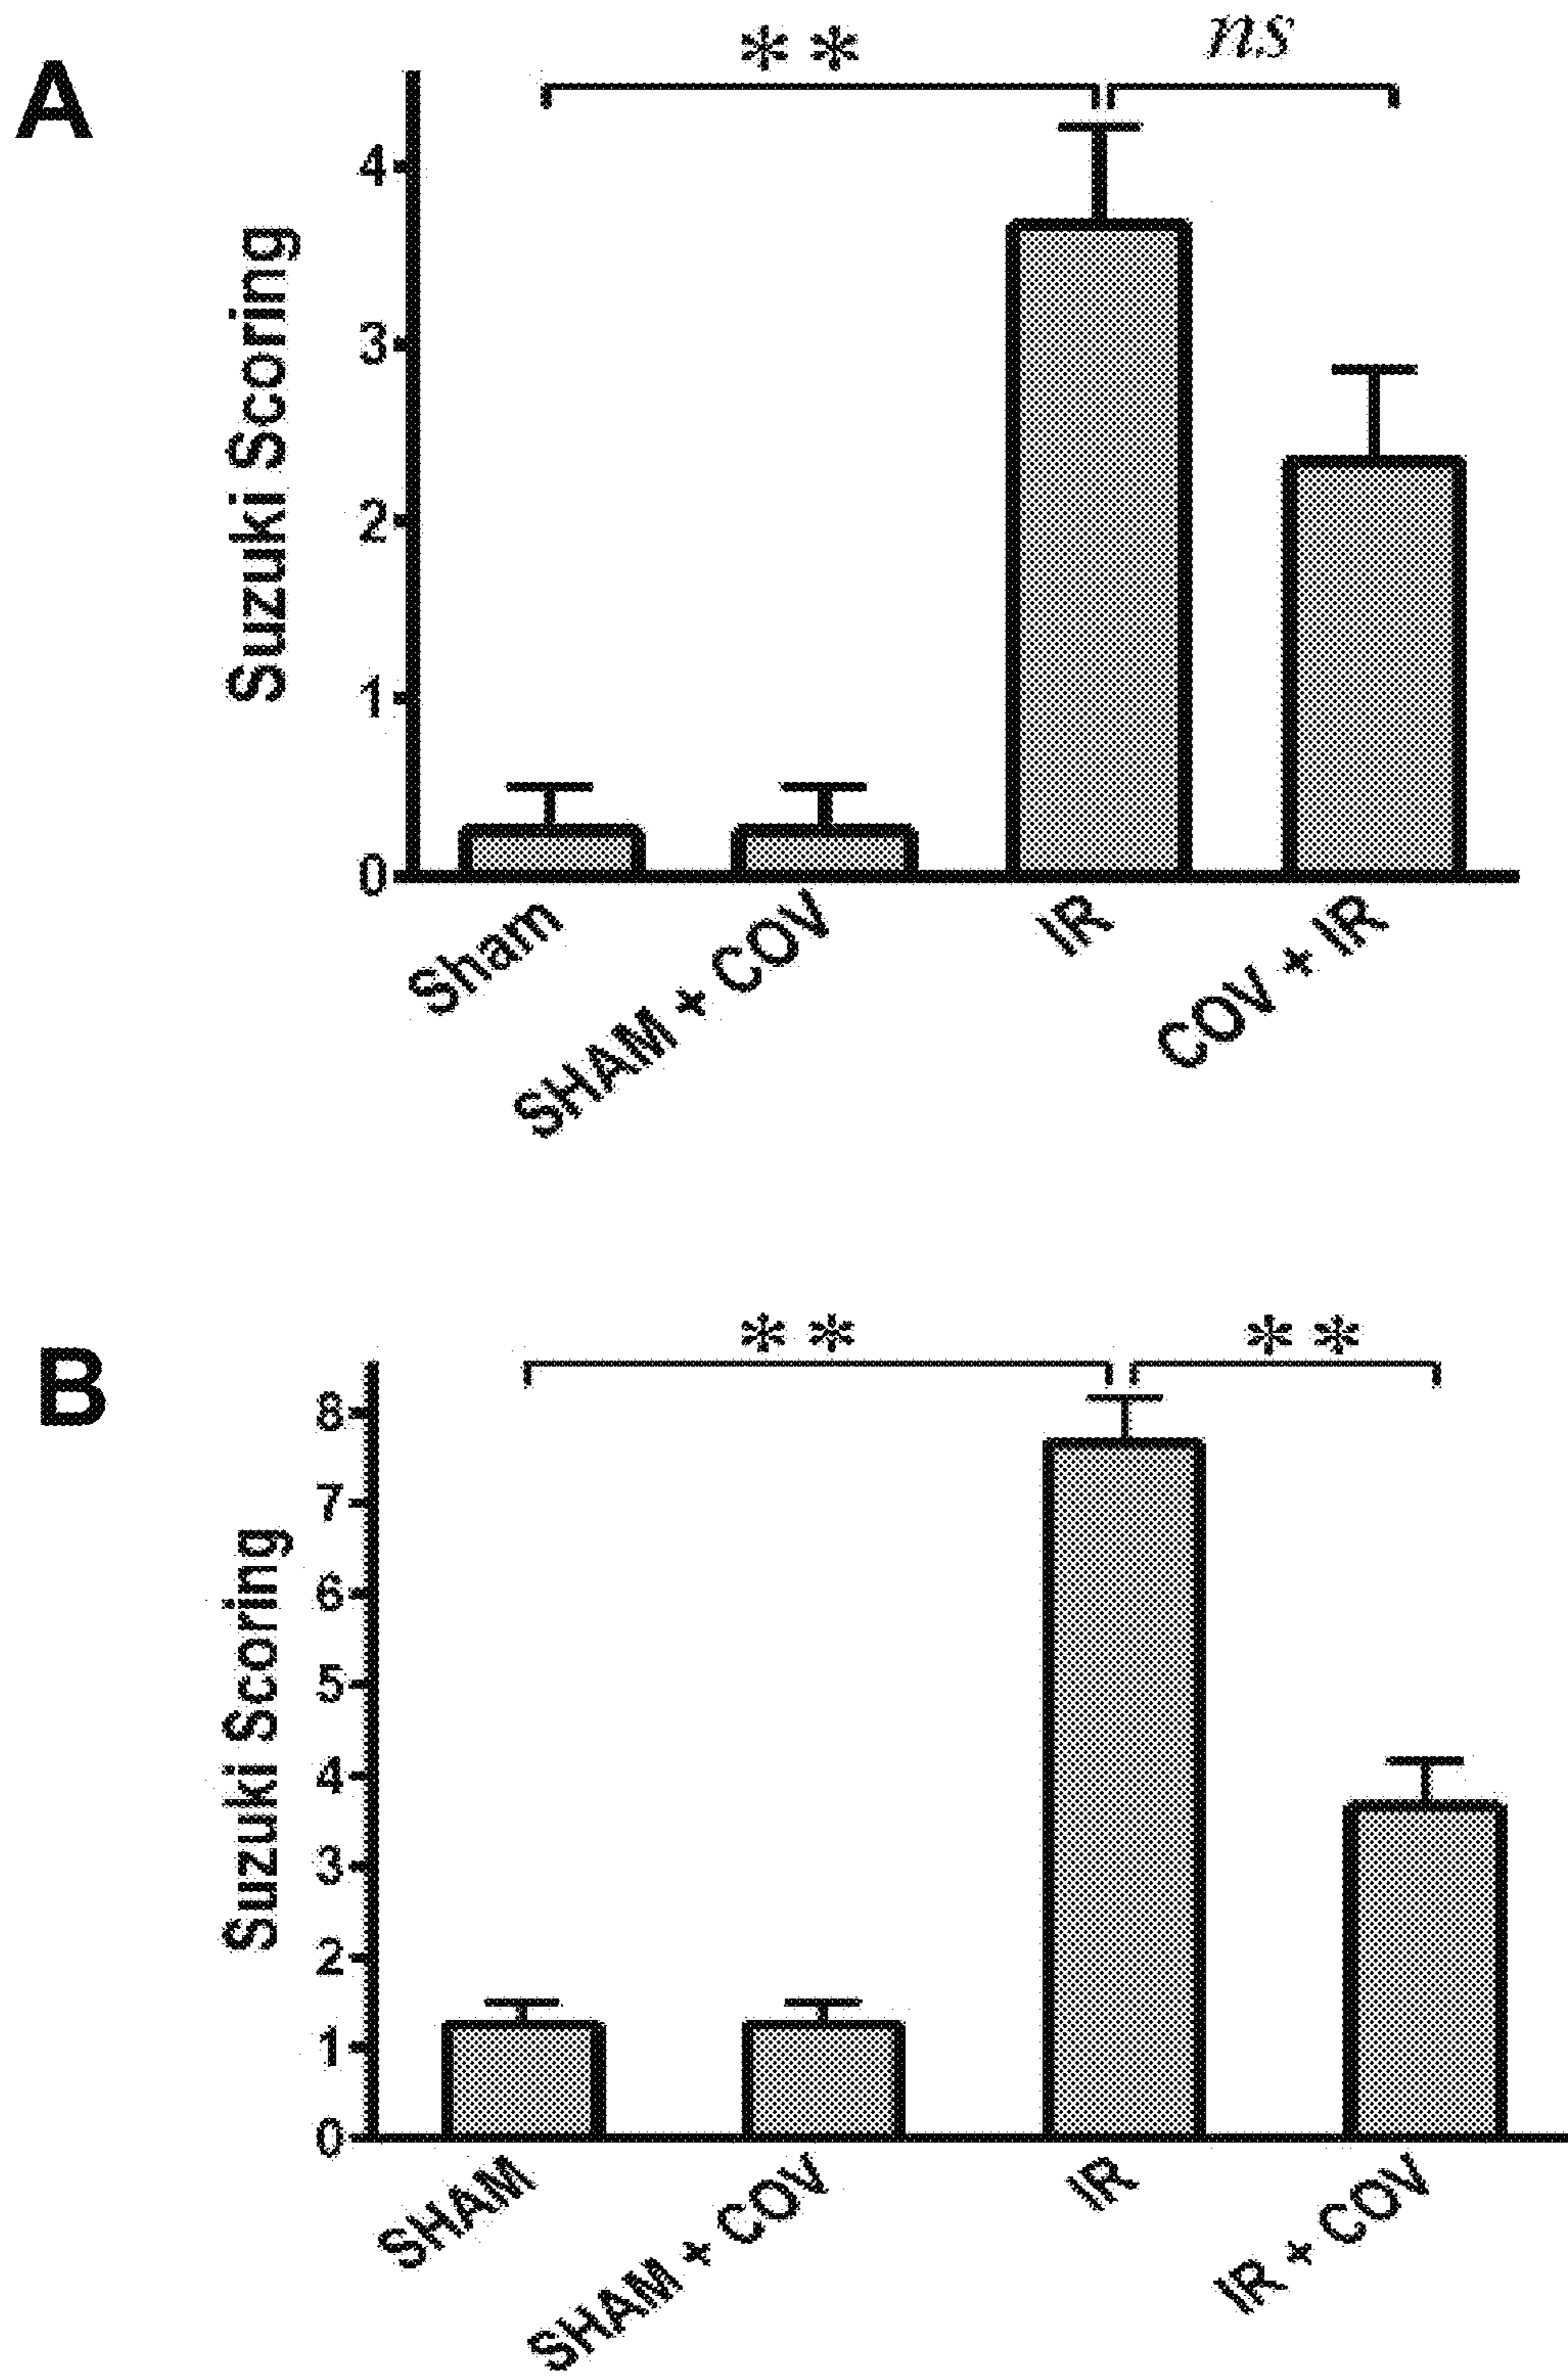 A
** ns
Suzuki Scoring
4
3
2
1
0
Sham
SHAM + COV
IR
COV + IR
B
** **
Suzuki Scoring
8
7
6
5
4
3
2
1
0
SHAM
SHAM + COV
IR
IR + COV